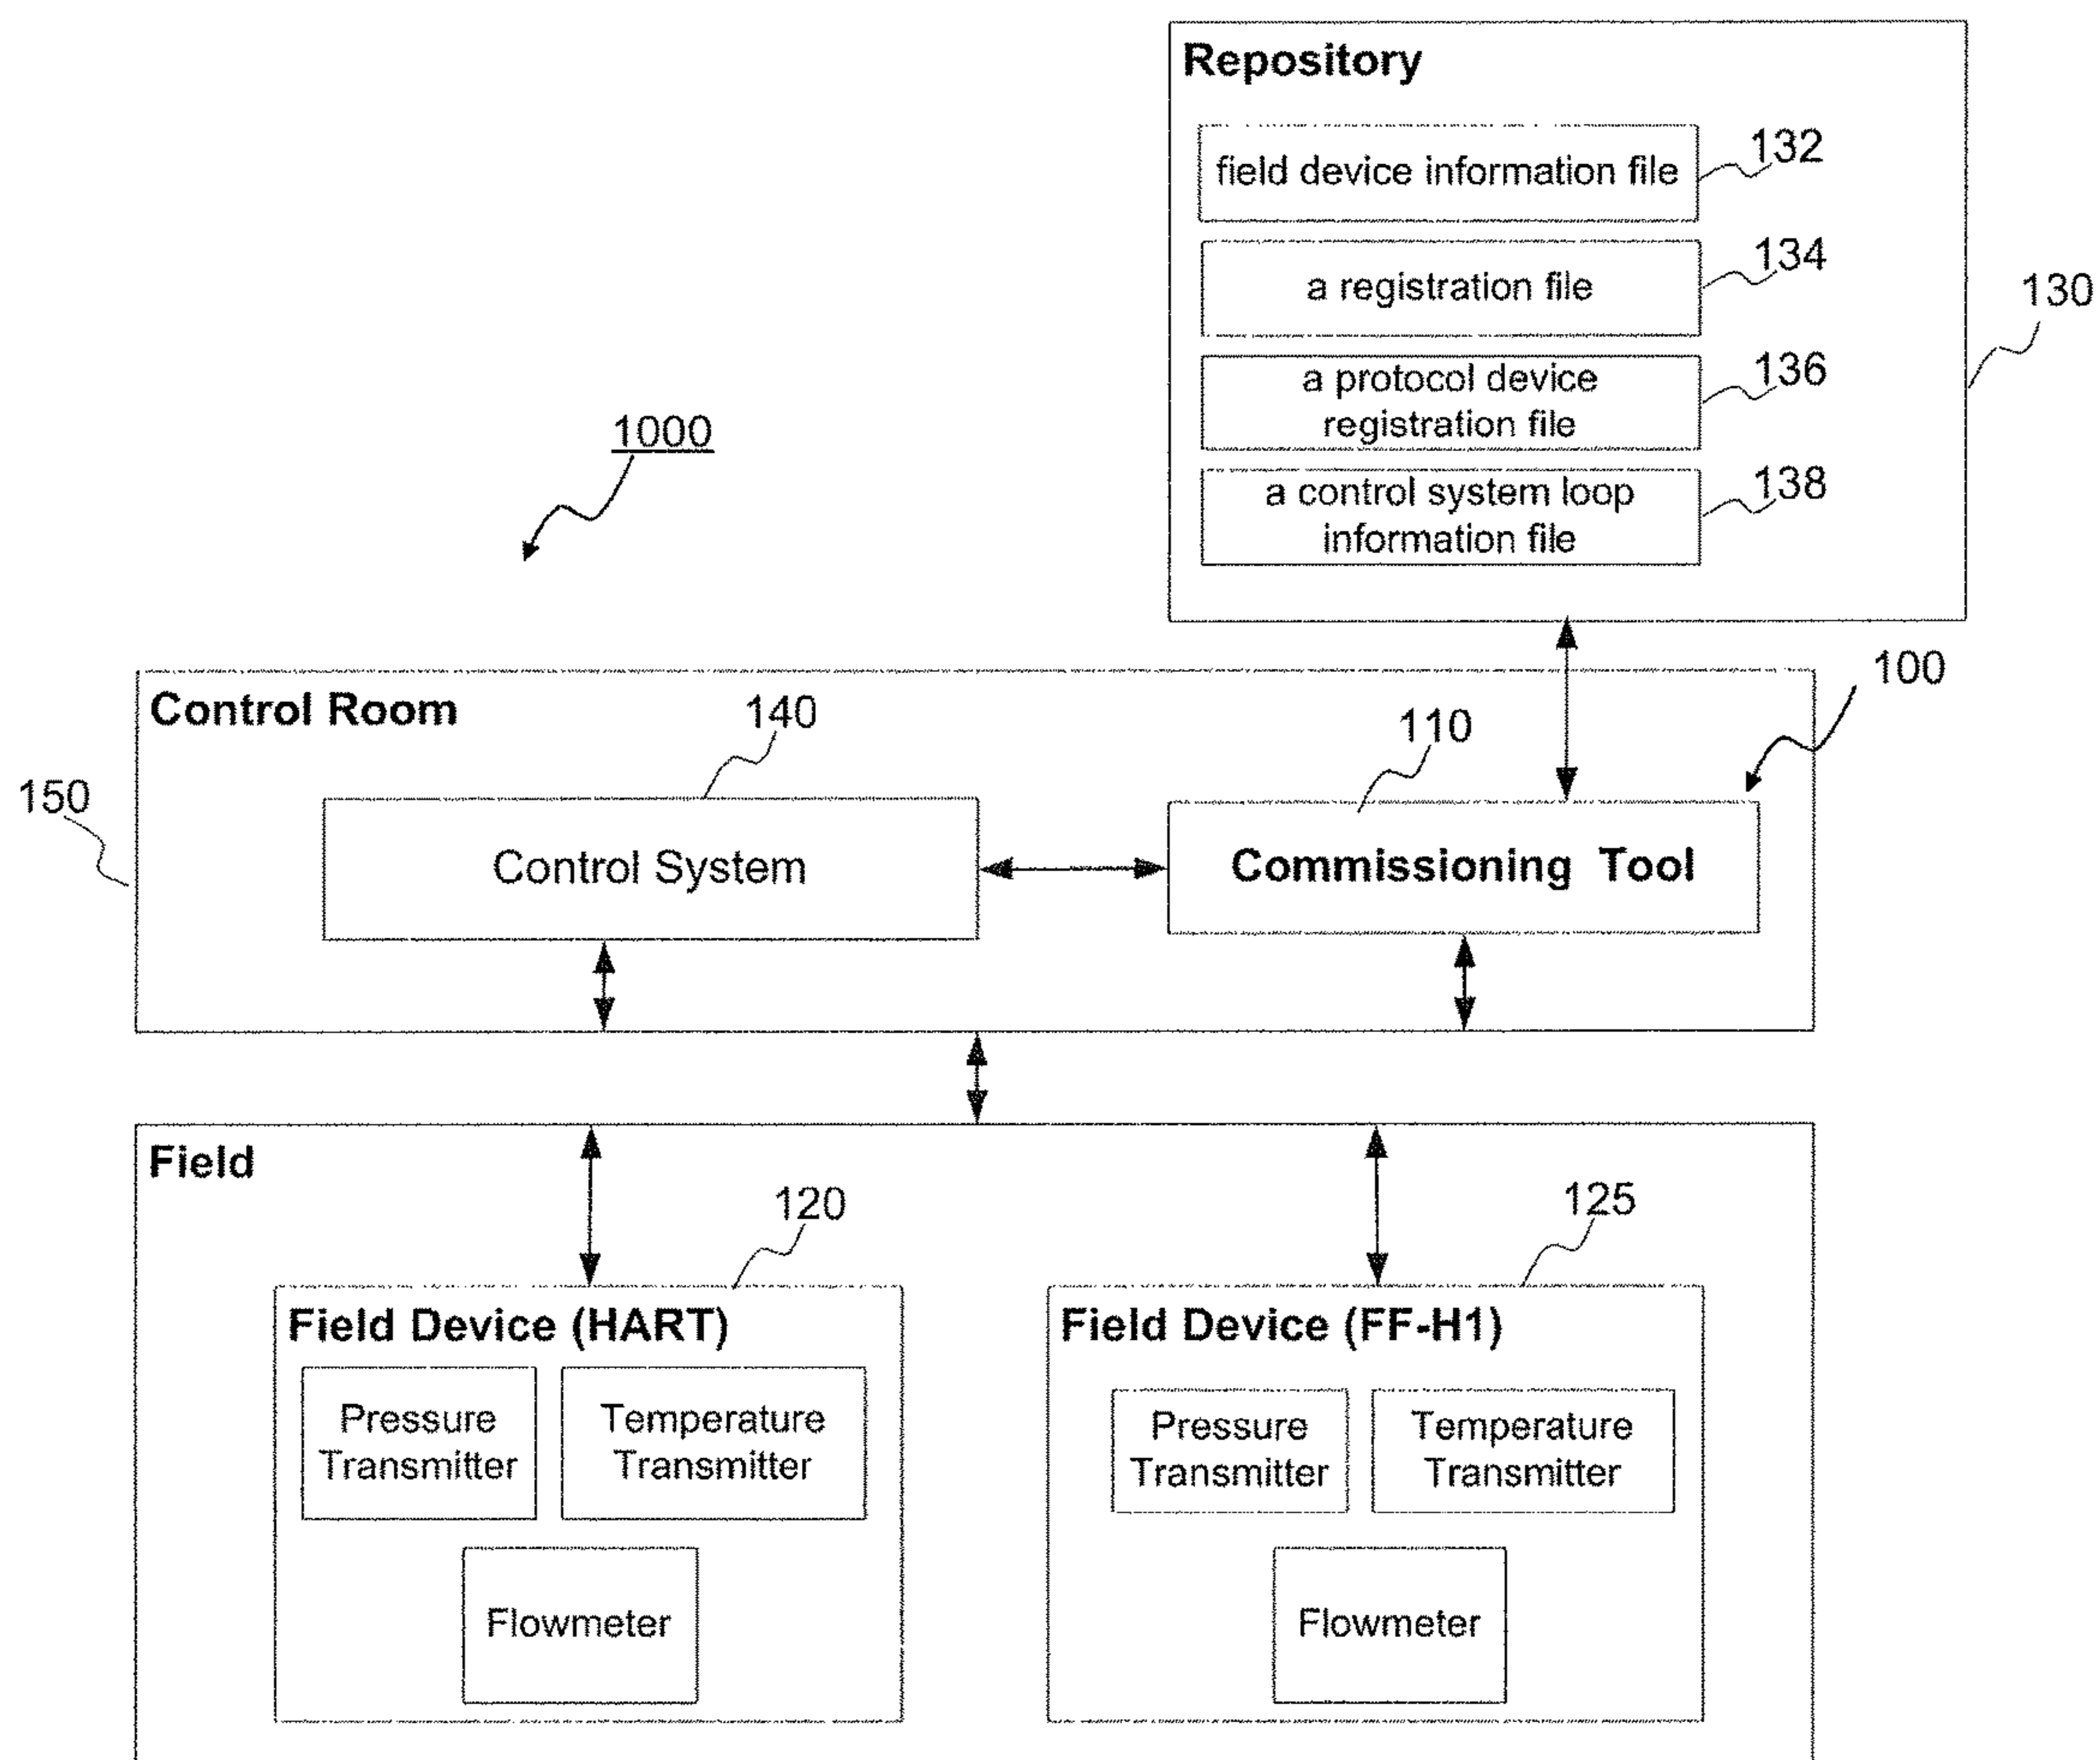 Repository
field device information file
132
a registration file
134
130
a protocol device
registration file
136
a control system loop
information file
138
1000
100
Control Room
140
110
150
Control System
Commissioning Tool
Field
120
125
Field Device (HART)
Field Device (FF-H1)
Pressure
Transmitter
Temperature
Transmitter
Pressure
Transmitter
Temperature
Transmitter
Flowmeter
Flowmeter